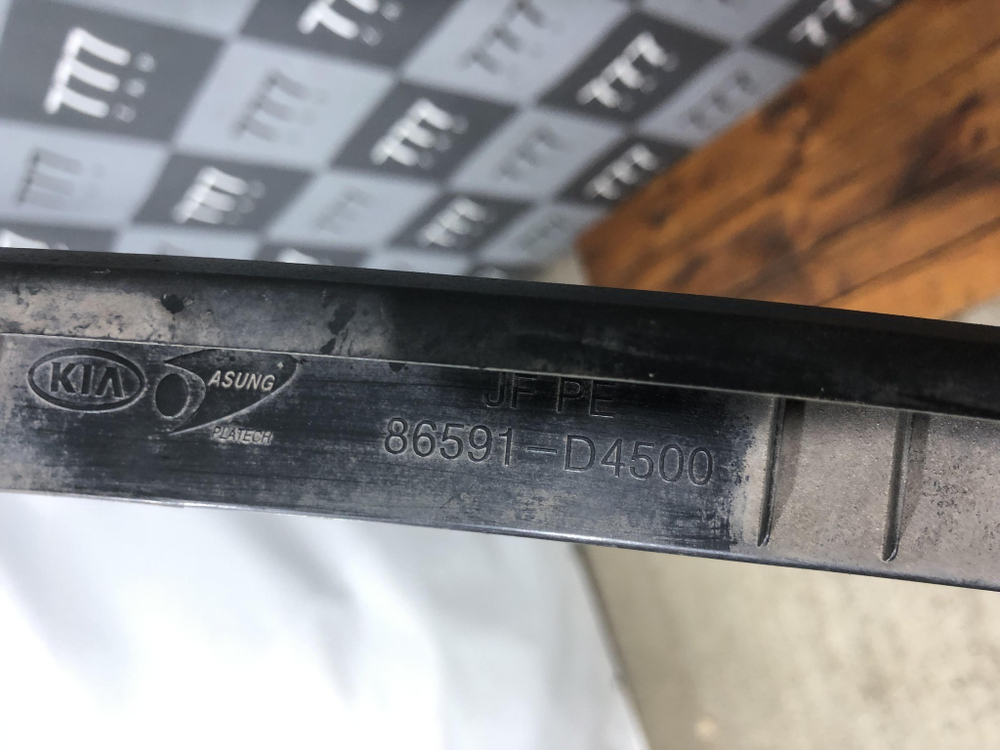 KIA
ASUNG
PLATECH
JF PE
86591-D4500